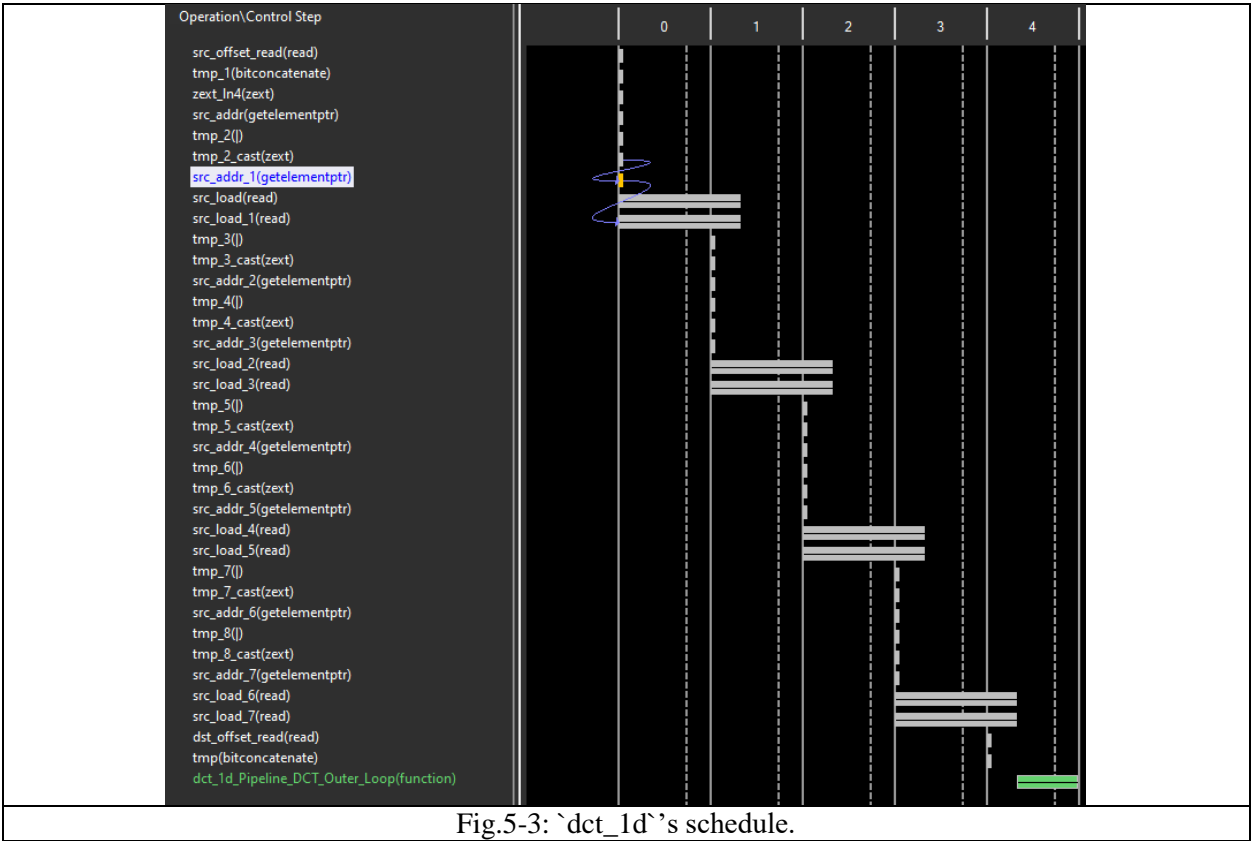 Operation\Control Step
0 1 2 3 4
src_offset_read(read)
tmp_1(bitconcatenate)
zext_ln4(zext)
src_addr(getelementptr)
tmp_2(|)
tmp_2_cast(zext)
src_addr_1(getelementptr)
src_load(read)
src_load_1(read)
tmp_3(|)
tmp_3_cast(zext)
src_addr_2(getelementptr)
tmp_4(|)
tmp_4_cast(zext)
src_addr_3(getelementptr)
src_load_2(read)
src_load_3(read)
tmp_5(|)
tmp_5_cast(zext)
src_addr_4(getelementptr)
tmp_6(|)
tmp_6_cast(zext)
src_addr_5(getelementptr)
src_load_4(read)
src_load_5(read)
tmp_7(|)
tmp_7_cast(zext)
src_addr_6(getelementptr)
tmp_8(|)
tmp_8_cast(zext)
src_addr_7(getelementptr)
src_load_6(read)
src_load_7(read)
dst_offset_read(read)
tmp(bitconcatenate)
dct_1d_Pipeline_DCT_Outer_Loop(function)
Fig.5-3: `dct_1d`’s schedule.